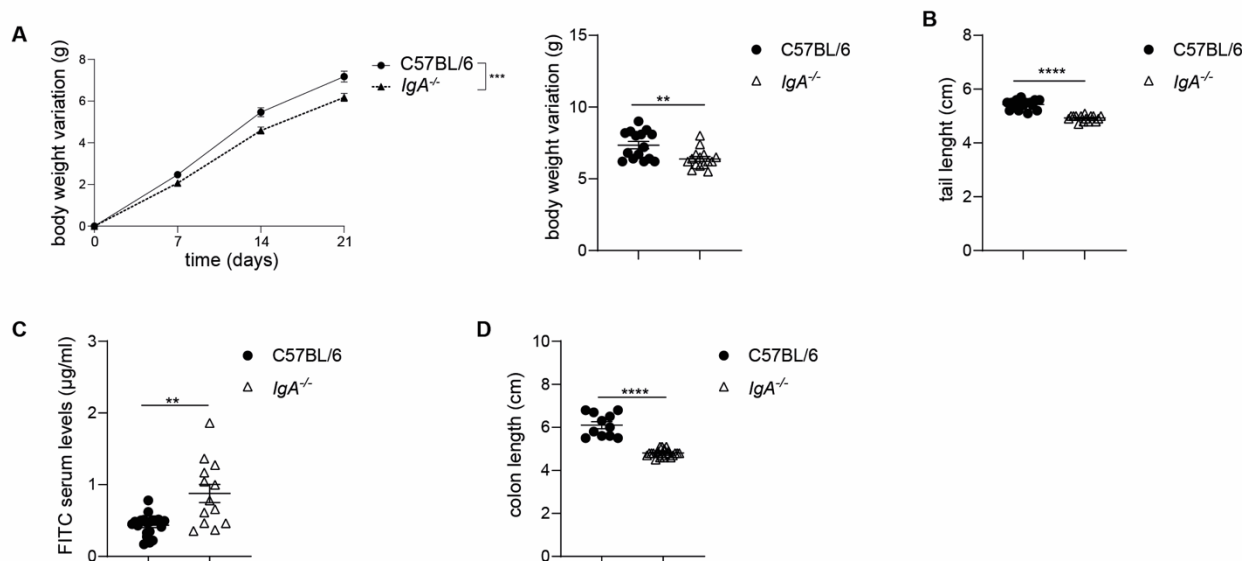 A
body weight variation (g)
8
6
4
2
0
0 7 14 21
time (days)
C57BL/6
IgA-/-
***
body weight variation (g)
15
10
5
0
**
C57BL/6
IgA-/-
B
tail lenght (cm)
8
6
4
2
0
****
C57BL/6
IgA-/-
C
FITC serum levels (µg/ml)
3
2
1
0
**
C57BL/6
IgA-/-
D
colon length (cm)
10
8
6
4
2
0
****
C57BL/6
IgA-/-